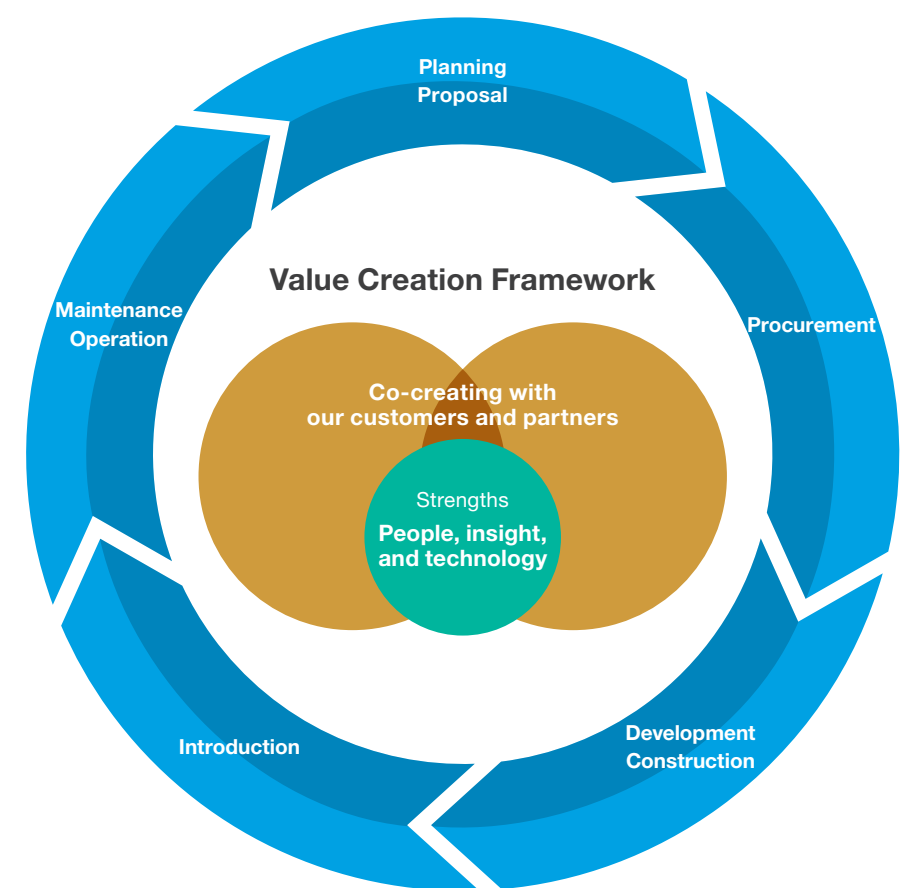 Planning
Proposal
Value Creation Framework
Maintenance
Operation
Procurement
Co-creating with
our customers and partners
Strengths
People, insight,
and technology
Introduction
Development
Construction